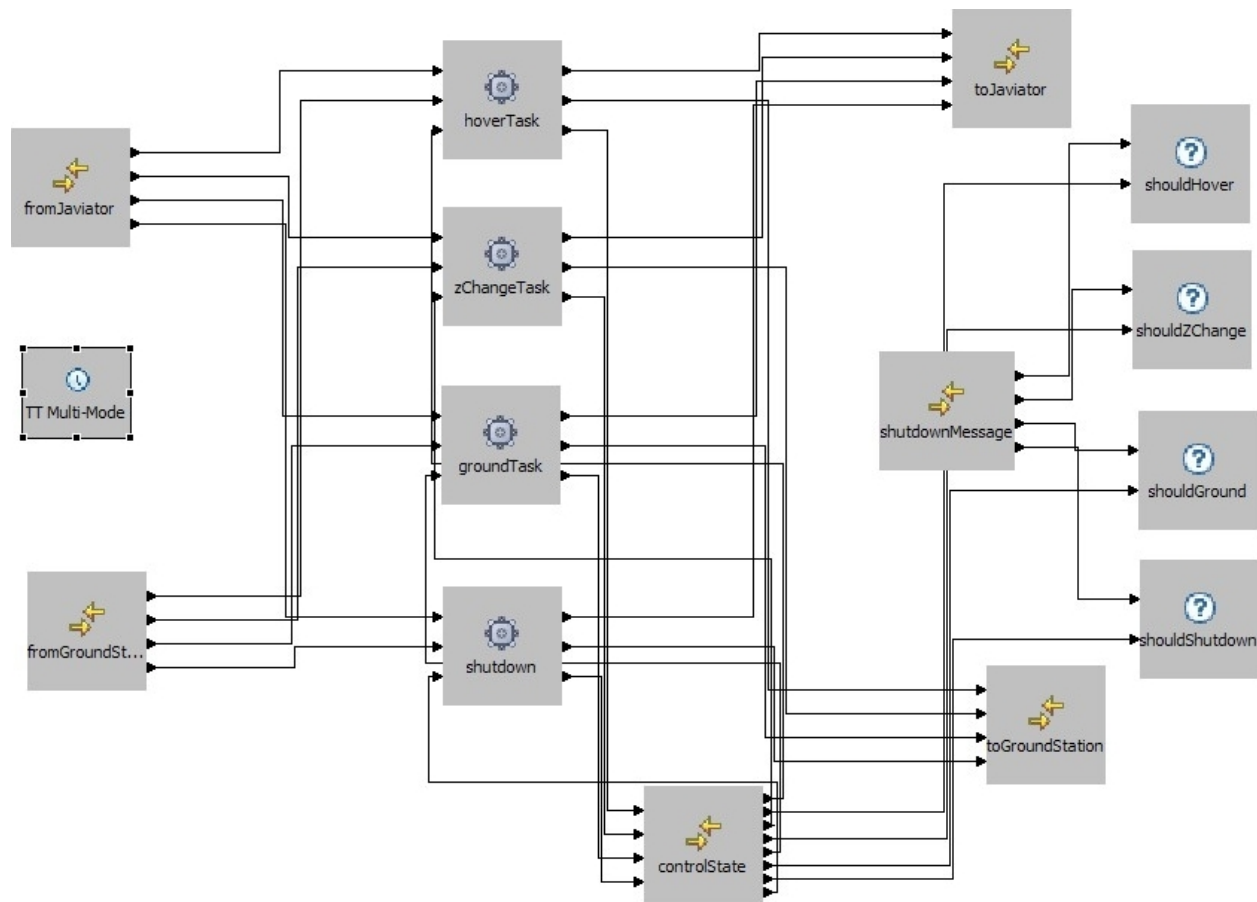 hoverTask
toJaviator
shouldHover
fromJaviator
zChangeTask
shouldZChange
TT Multi-Mode
shutdownMessage
groundTask
shouldGround
fromGroundSt...
shutdown
shouldShutdown
toGroundStation
controlState